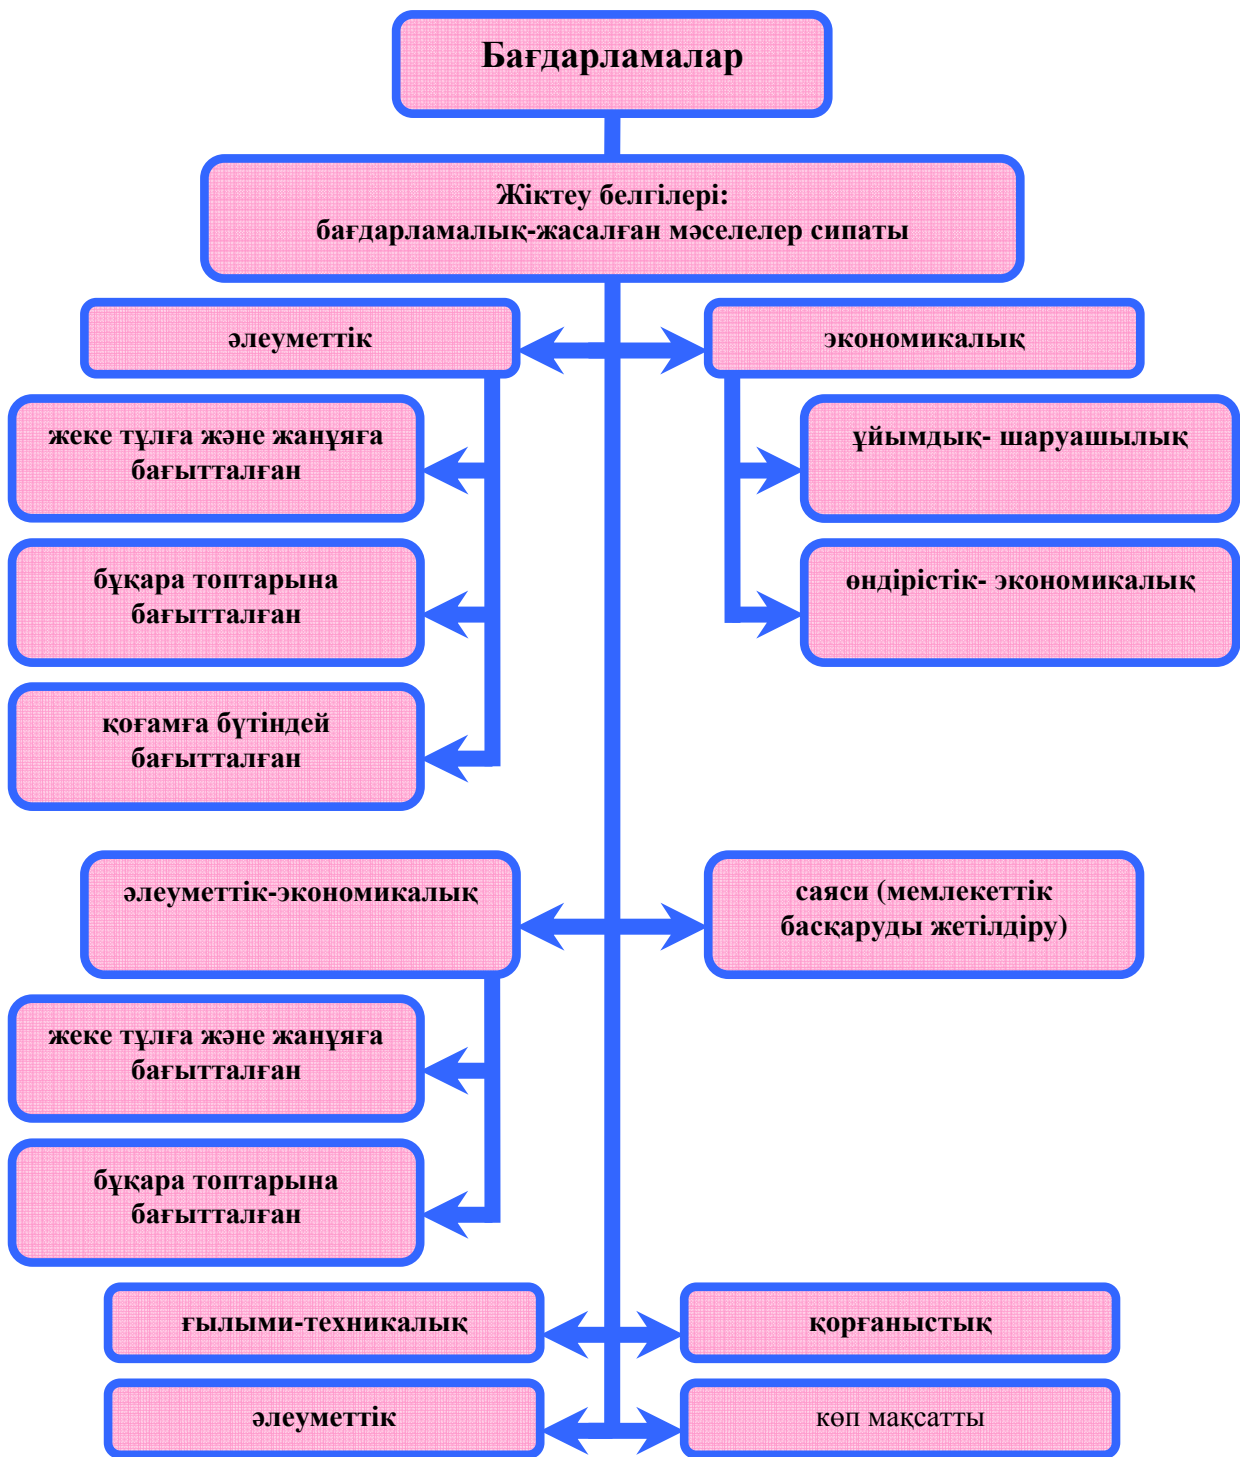 Бағдарламалар
Жіктеу белгілері:
бағдарламалық-жасалған мәселелер сипаты
әлеуметтік
экономикалық
жеке тұлға және жанұяға
бағытталған
ұйымдық- шаруашылық
бұқара топтарына
бағытталған
өндірістік- экономикалық
қоғамға бүтіндей
бағытталған
әлеуметтік-экономикалық
саяси (мемлекеттік
басқаруды жетілдіру)
жеке тұлға және жанұяға
бағытталған
бұқара топтарына
бағытталған
ғылыми-техникалық
қорғаныстық
әлеуметтік
көп мақсатты